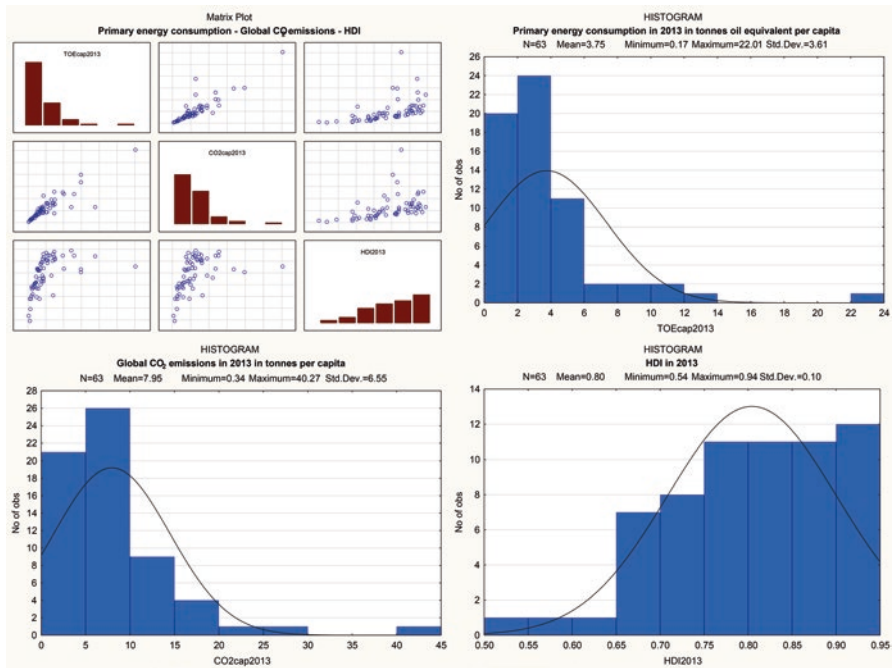 Matrix Plot
Primary energy consumption - Global CO₂ emissions - HDI
TOEcap2013
CO2cap2013
HDI2013
HISTOGRAM
Primary energy consumption in 2013 in tonnes oil equivalent per capita
N=63 Mean=3.75 Minimum=0.17 Maximum=22.01 Std.Dev.=3.61
No of obs
26
24
22
20
18
16
14
12
10
8
6
4
2
0
0 2 4 6 8 10 12 14 16 18 20 22 24
TOEcap2013
HISTOGRAM
Global CO₂ emissions in 2013 in tonnes per capita
N=63 Mean=7.95 Minimum=0.34 Maximum=40.27 Std.Dev.=6.55
No of obs
28
26
24
22
20
18
16
14
12
10
8
6
4
2
0
0 5 10 15 20 25 30 35 40 45
CO2cap2013
HISTOGRAM
HDI in 2013
N=63 Mean=0.80 Minimum=0.54 Maximum=0.94 Std.Dev.=0.10
No of obs
14
12
10
8
6
4
2
0
0.50 0.55 0.60 0.65 0.70 0.75 0.80 0.85 0.90 0.95
HDI2013